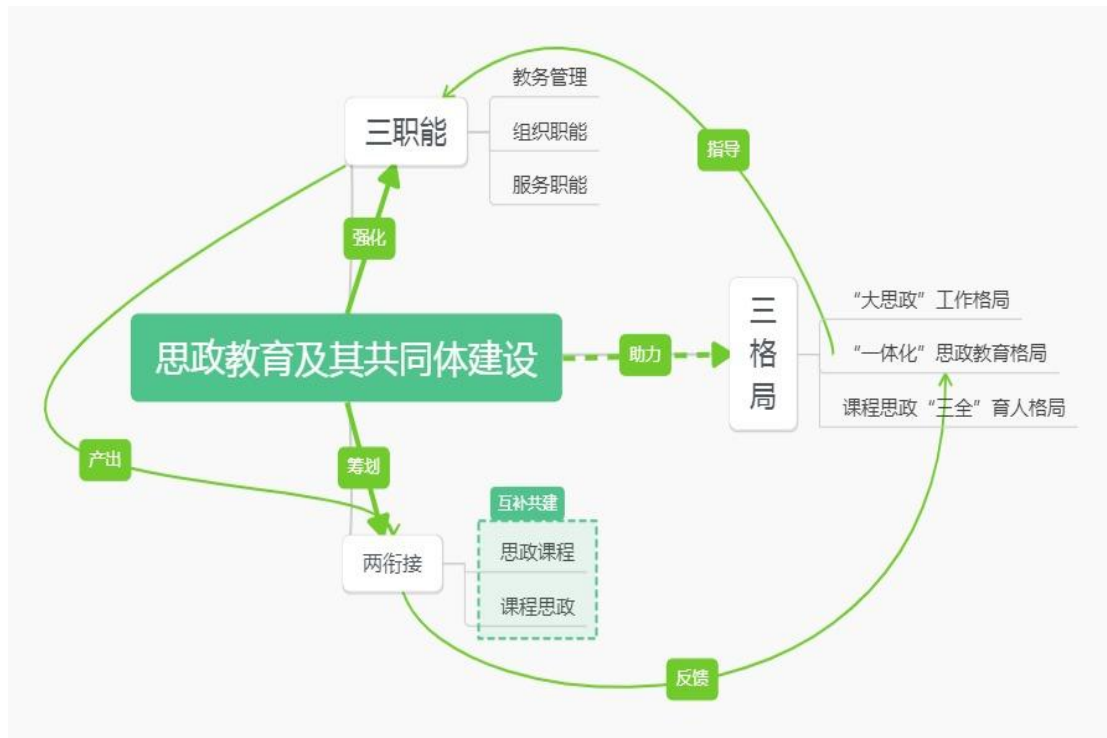 教务管理
三职能
组织职能
服务职能
指导
强化
思政教育及其共同体建设
助力
三格局
“大思政”工作格局
“一体化”思政教育格局
课程思政“三全”育人格局
产出
筹划
互补共建
两衔接
思政课程
课程思政
反馈